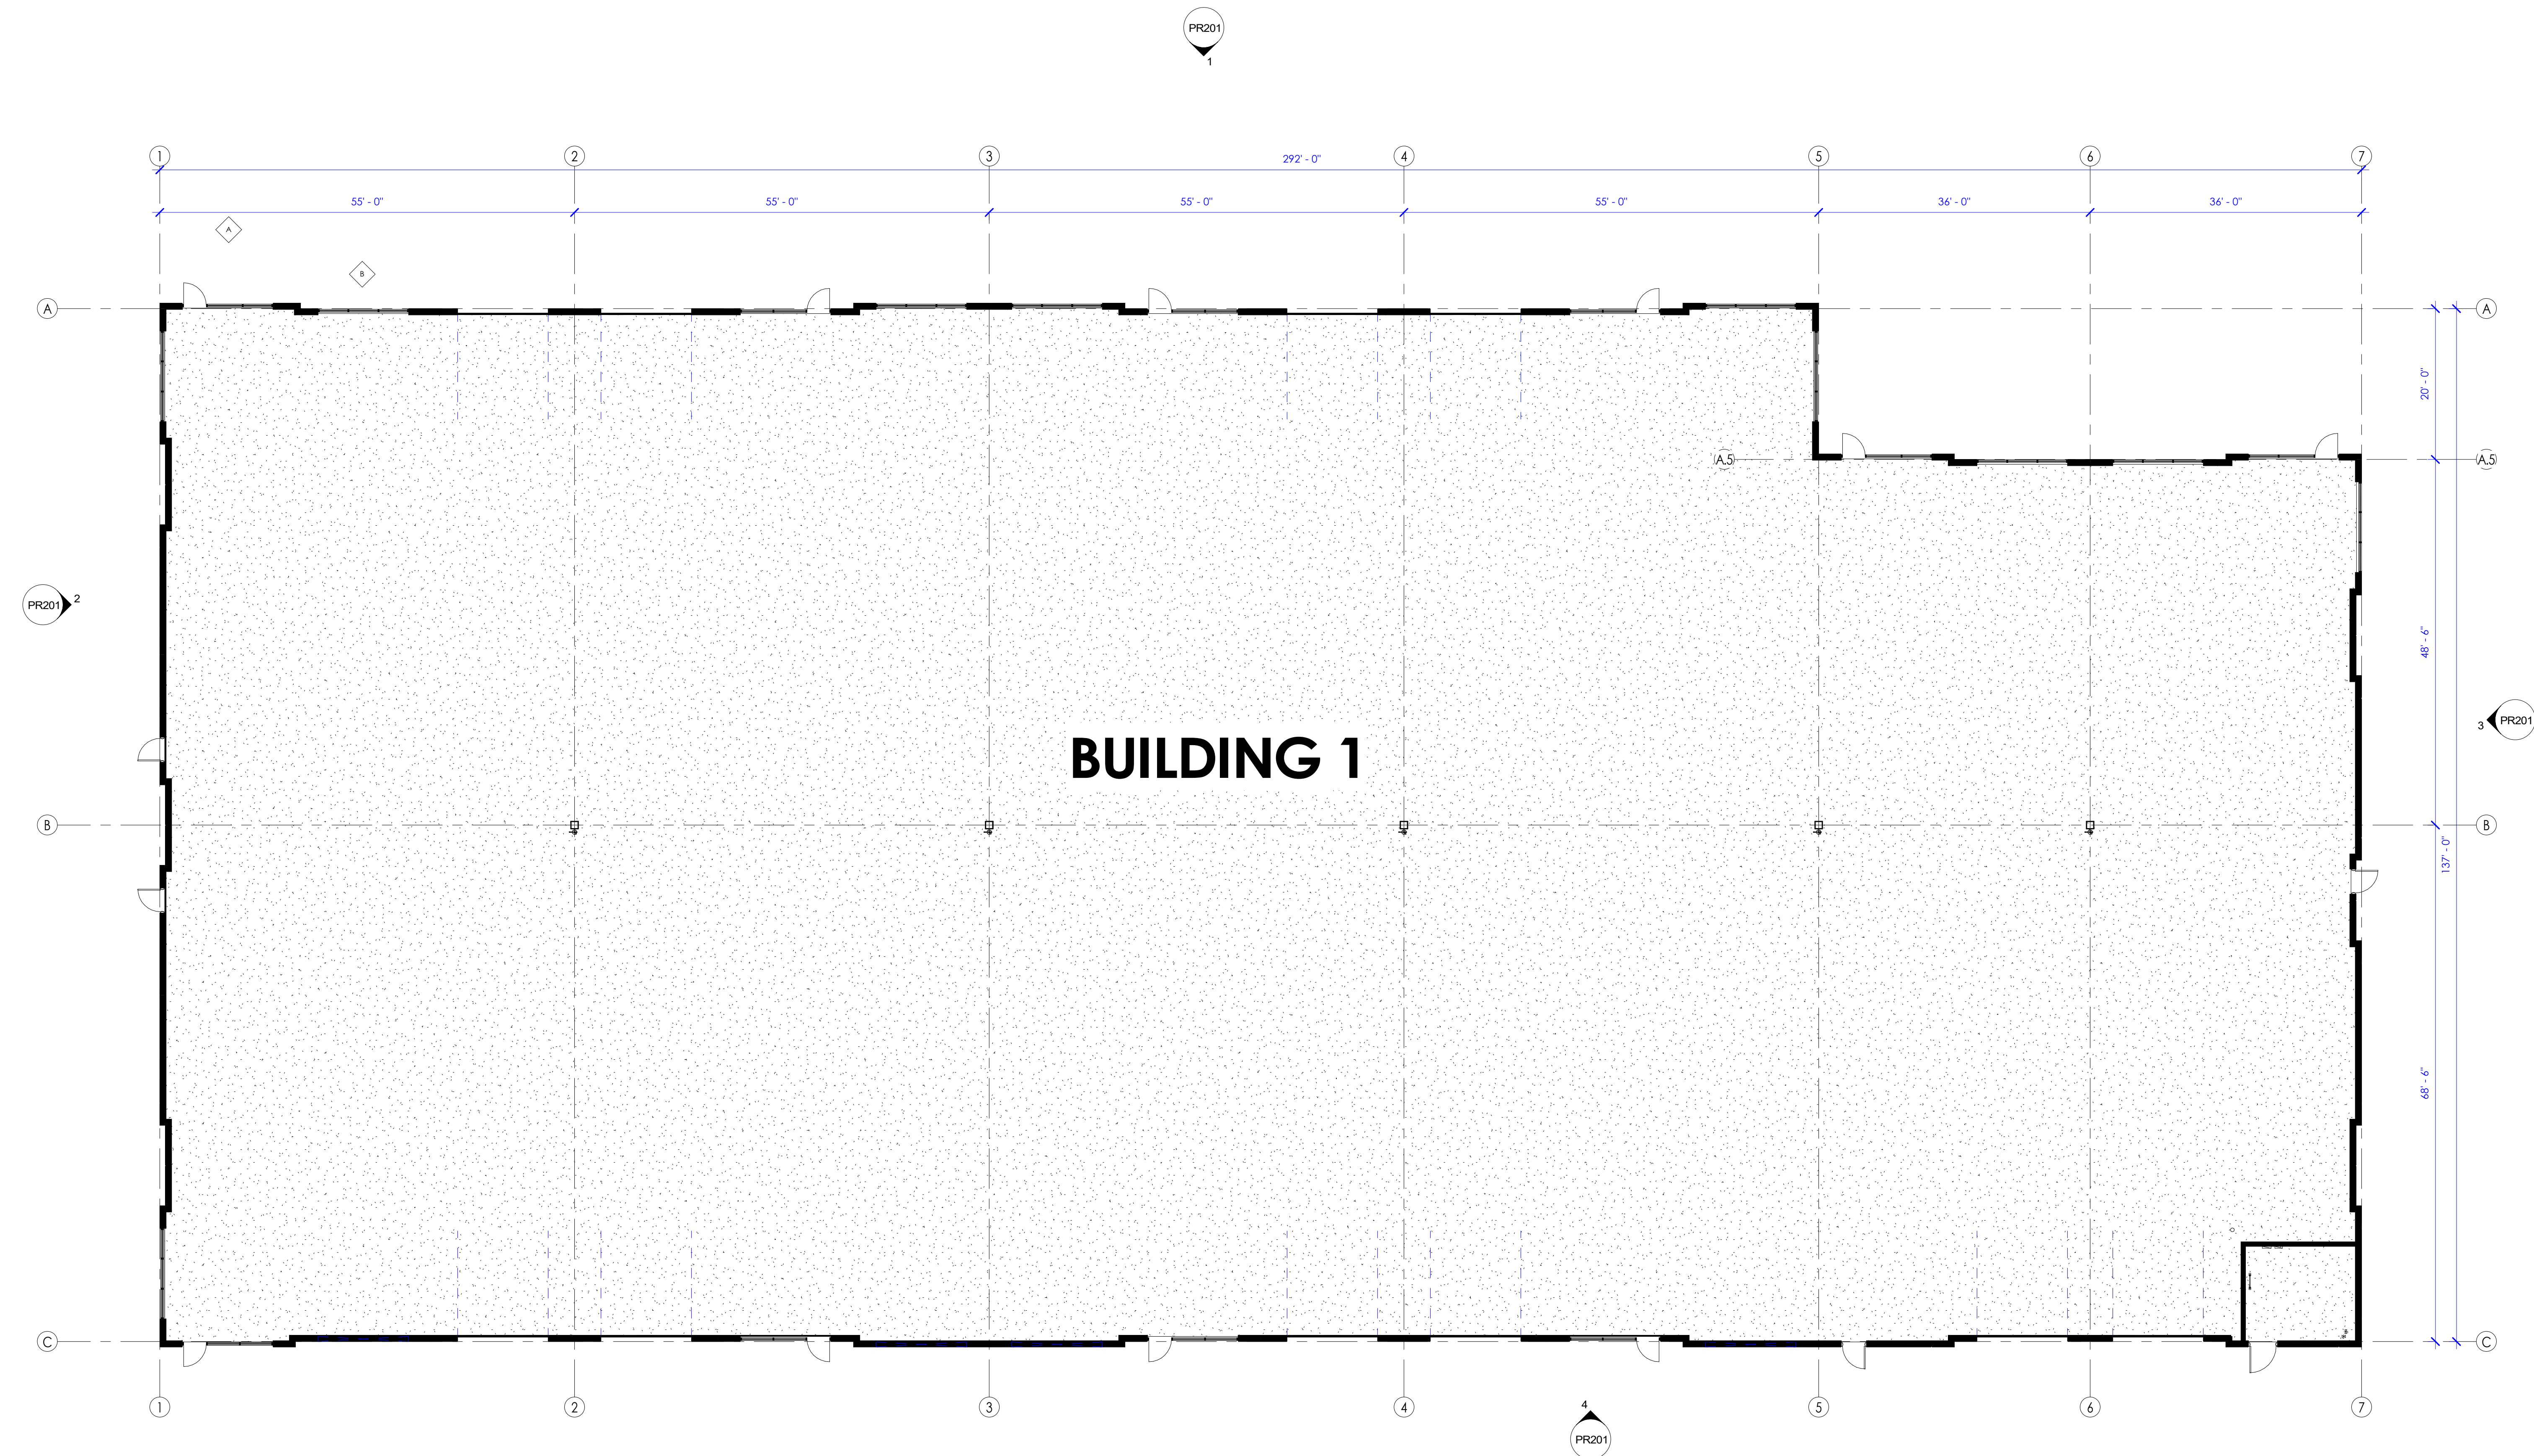 PR201
1
1 2 3 4 5 6 7
292' - 0"
55' - 0" 55' - 0" 55' - 0" 55' - 0" 36' - 0" 36' - 0"
A
B
A A
20' - 0"
A.5 A.5
PR201 2
48' - 6"
3 PR201
BUILDING 1
B B
137' - 0"
68' - 6"
C C
1 2 3 4 5 6 7
4
PR201